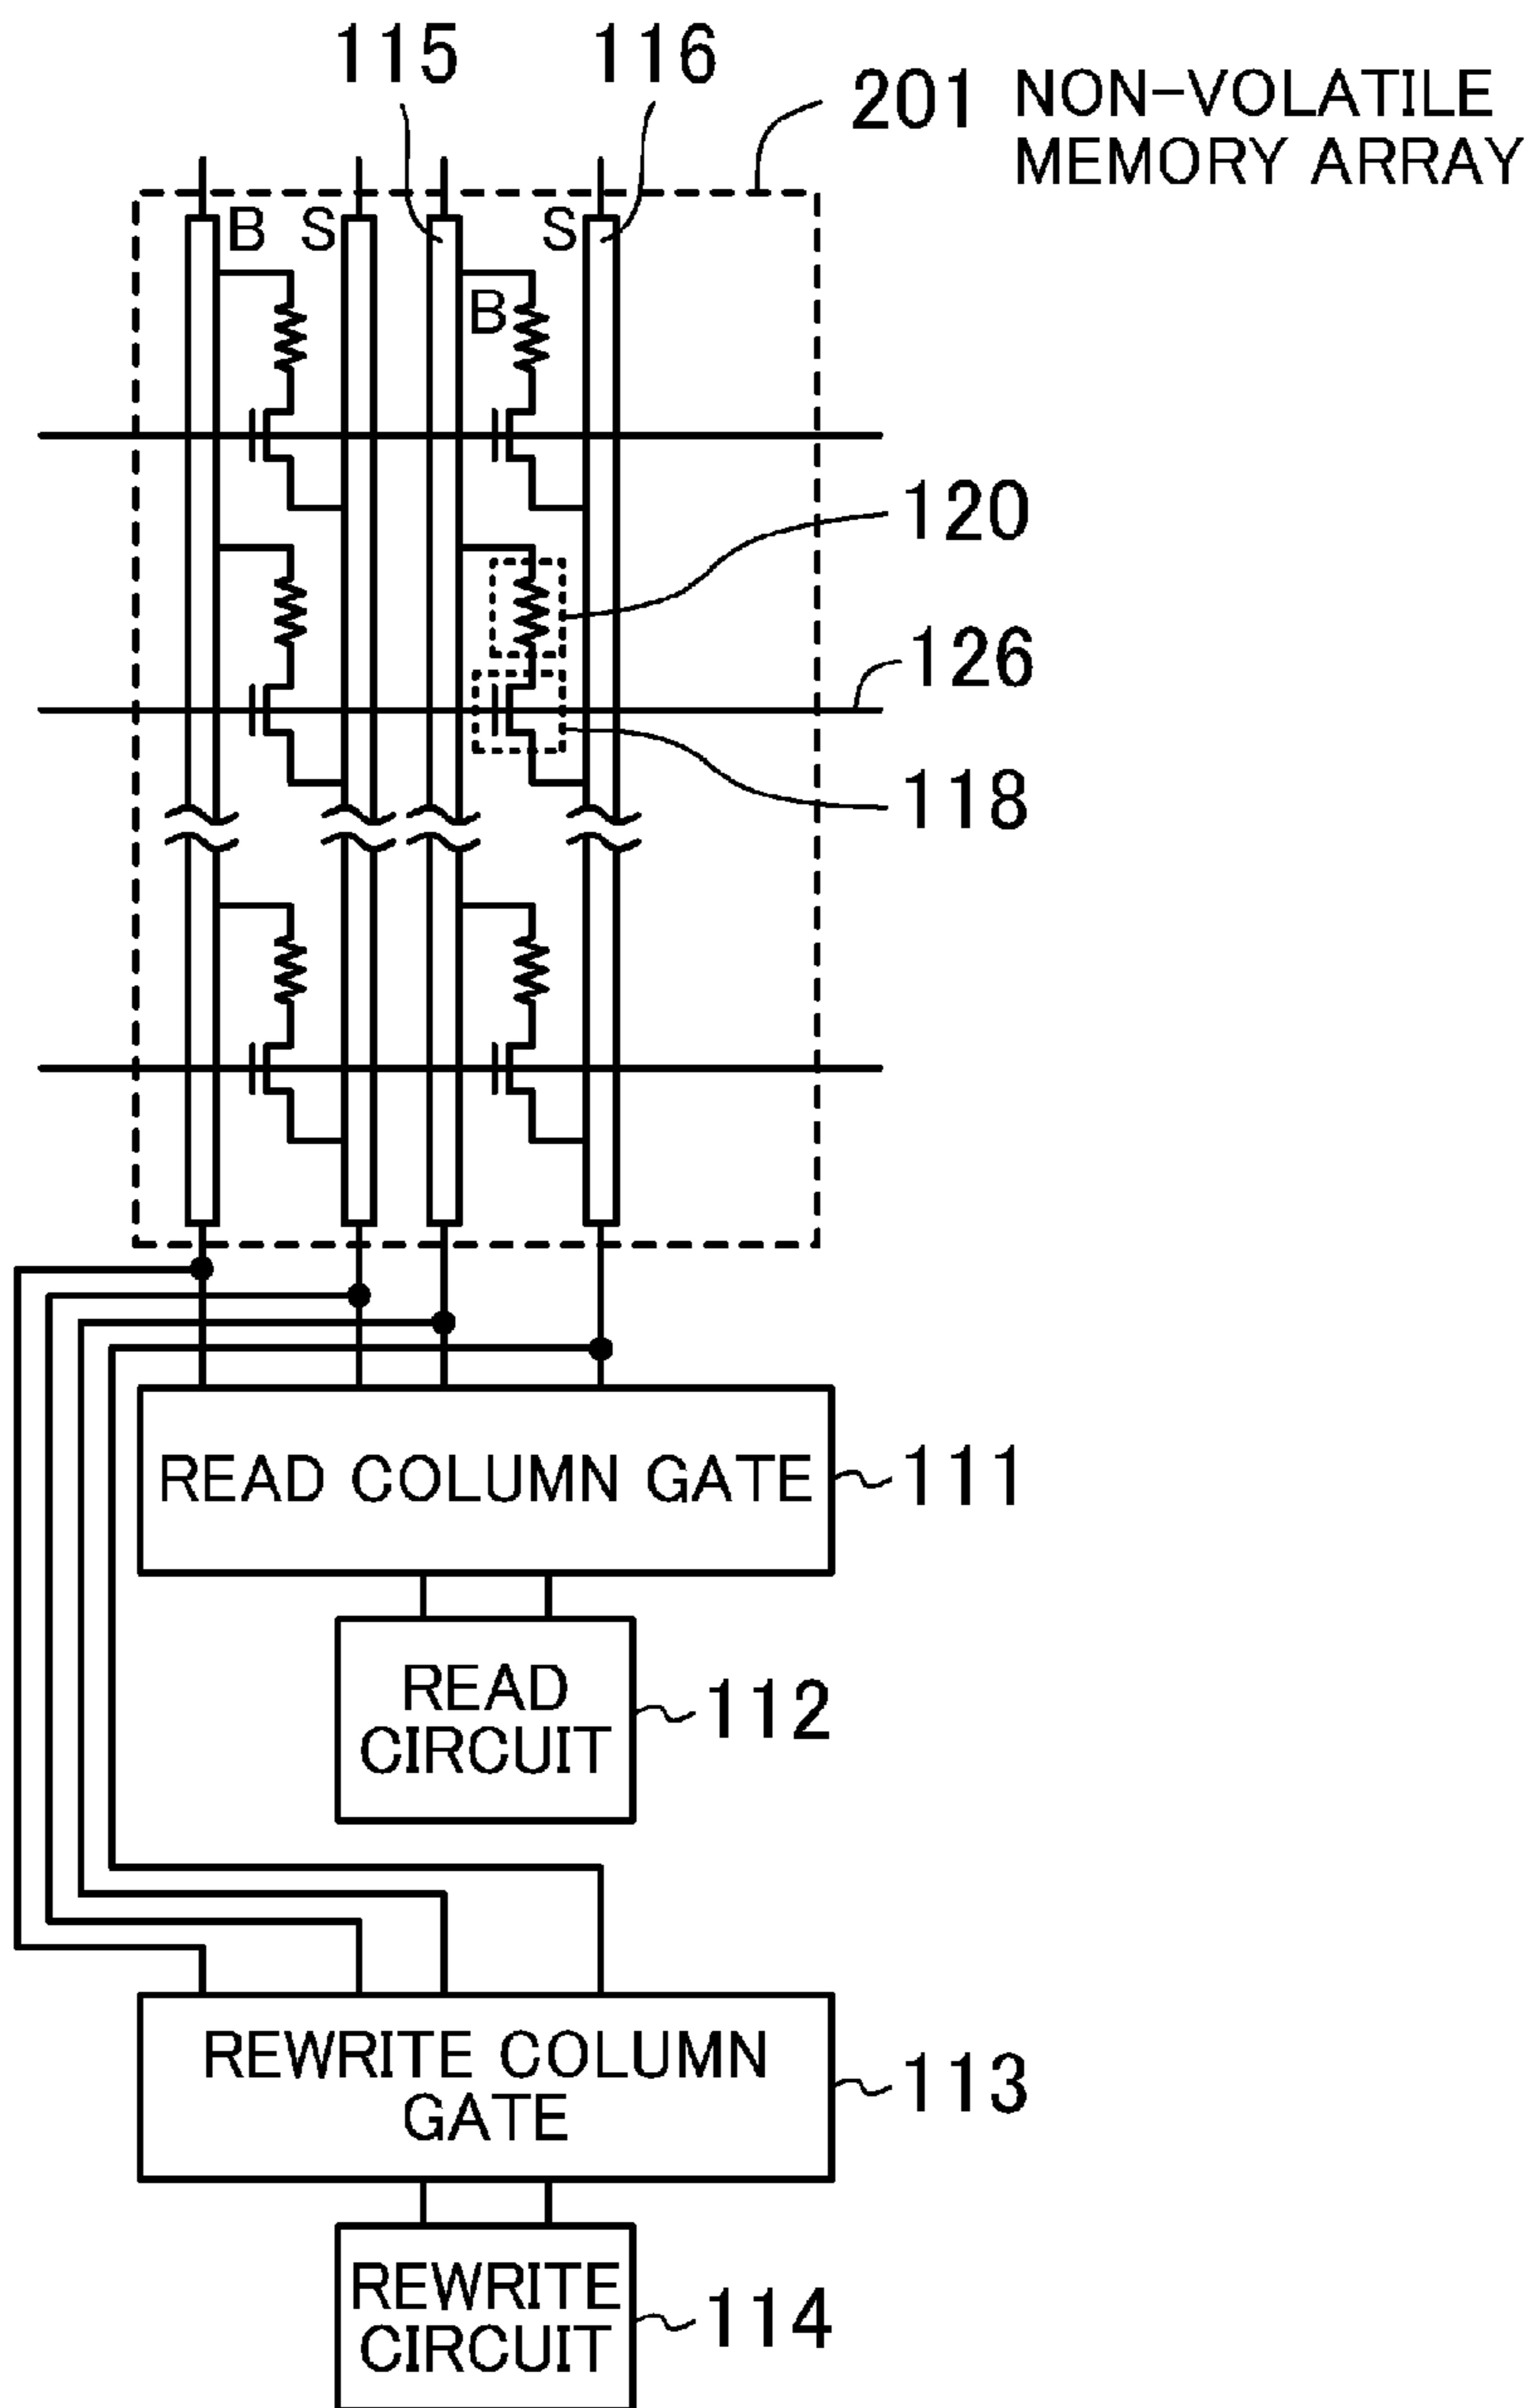 115
116
201 NON-VOLATILE
MEMORY ARRAY
B
S
S
B
120
126
118
READ COLUMN GATE
111
READ
CIRCUIT
112
REWRITE COLUMN
GATE
113
REWRITE
CIRCUIT
114